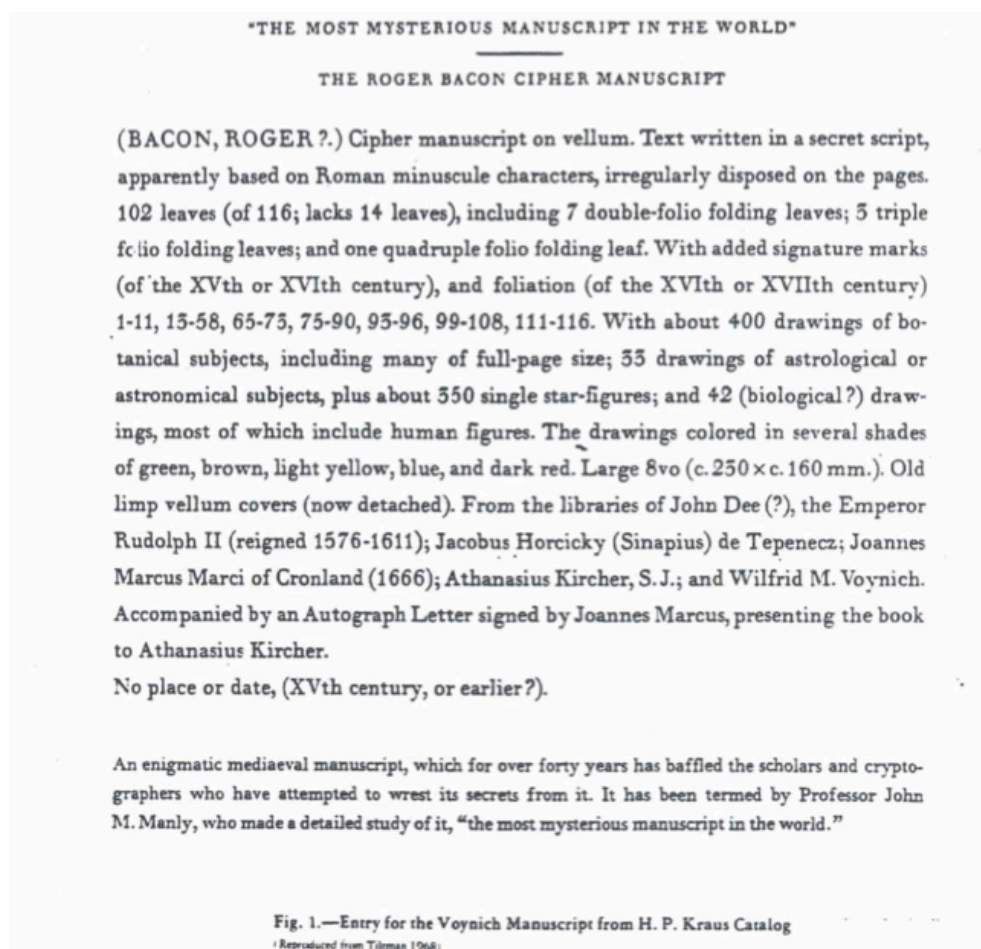 "THE MOST MYSTERIOUS MANUSCRIPT IN THE WORLD"
THE ROGER BACON CIPHER MANUSCRIPT
(BACON, ROGER?.) Cipher manuscript on vellum. Text written in a secret script,
apparently based on Roman minuscule characters, irregularly disposed on the pages.
102 leaves (of 116; lacks 14 leaves), including 7 double-folio folding leaves; 3 triple
folio folding leaves; and one quadruple folio folding leaf. With added signature marks
(of the XVth or XVIth century), and foliation (of the XVIth or XVIIth century)
1-11, 13-58, 65-73, 75-90, 93-96, 99-108, 111-116. With about 400 drawings of bo-
tanical subjects, including many of full-page size; 33 drawings of astrological or
astronomical subjects, plus about 350 single star-figures; and 42 (biological?) draw-
ings, most of which include human figures. The drawings colored in several shades
of green, brown, light yellow, blue, and dark red. Large 8vo (c. 250 × c. 160 mm.). Old
limp vellum covers (now detached). From the libraries of John Dee (?), the Emperor
Rudolph II (reigned 1576-1611); Jacobus Horcicky (Sinapius) de Tepenecz; Joannes
Marcus Marci of Cronland (1666); Athanasius Kircher, S.J.; and Wilfrid M. Voynich.
Accompanied by an Autograph Letter signed by Joannes Marcus, presenting the book
to Athanasius Kircher.
No place or date, (XVth century, or earlier?).
An enigmatic mediaeval manuscript, which for over forty years has baffled the scholars and crypto-
graphers who have attempted to wrest its secrets from it. It has been termed by Professor John
M. Manly, who made a detailed study of it, "the most mysterious manuscript in the world."
Fig. 1.—Entry for the Voynich Manuscript from H. P. Kraus Catalog
(Reproduced from Tiltman 1968)